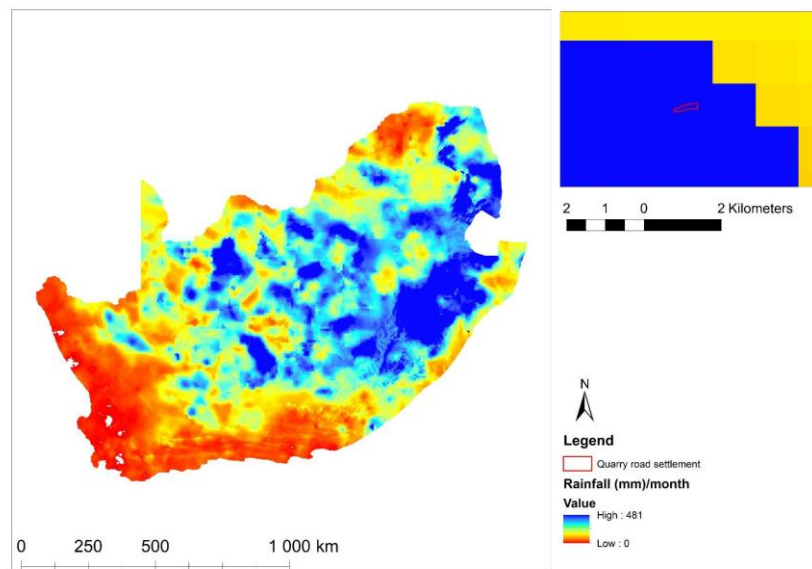 2 1 0 2 Kilometers
N
Legend
Quarry road settlement
Rainfall (mm)/month
Value
High : 481
Low : 0
0 250 500 1 000 km